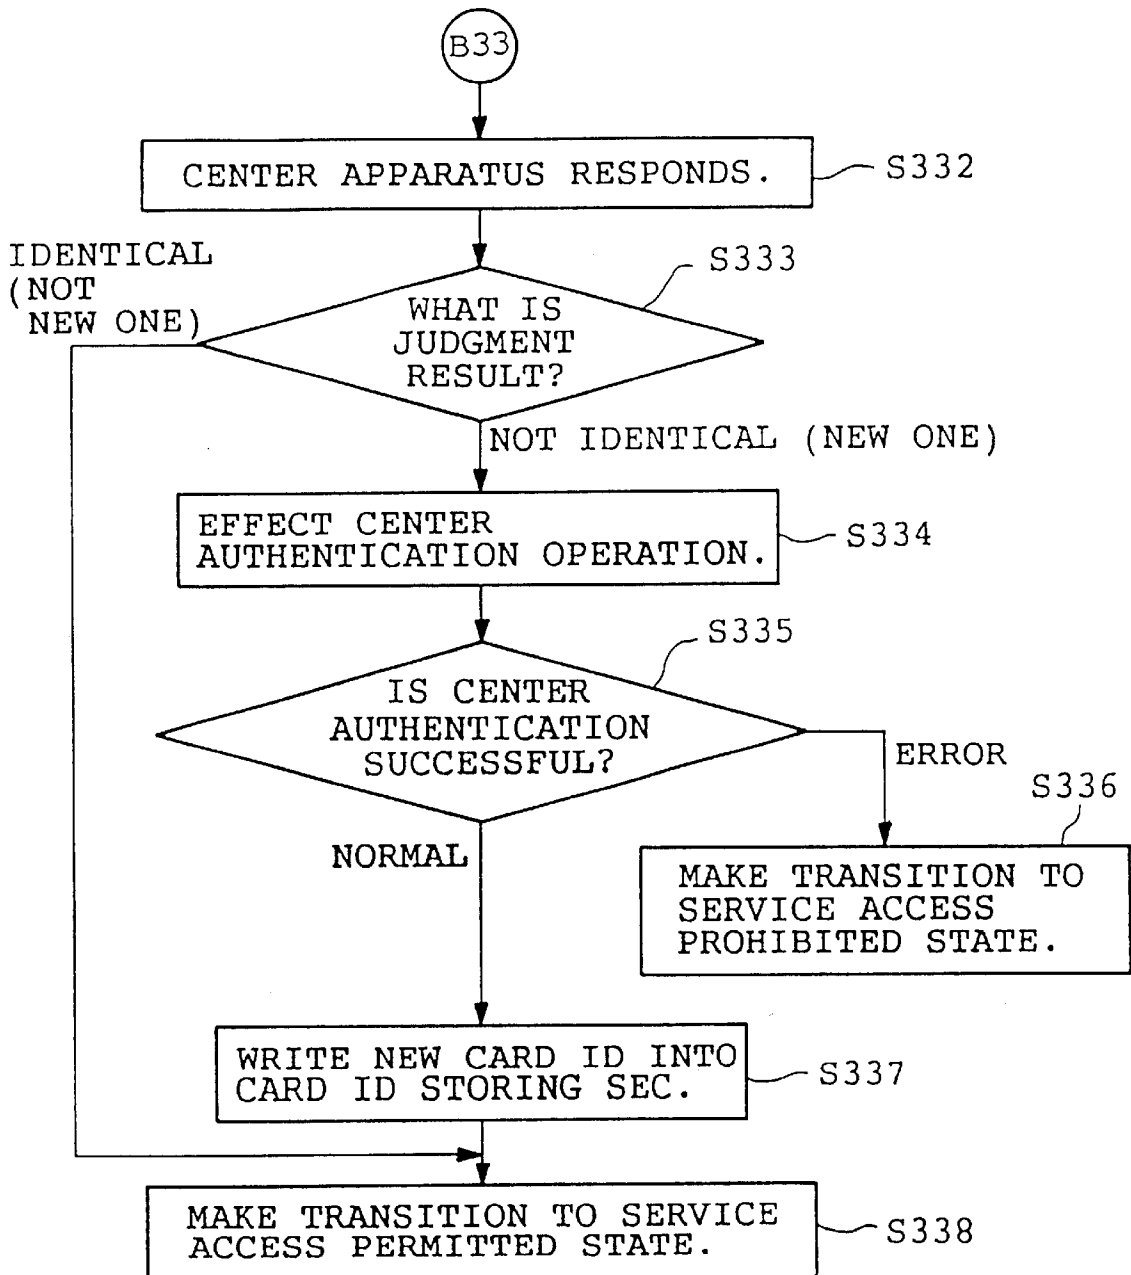 B33
CENTER APPARATUS RESPONDS.
S332
IDENTICAL
(NOT
NEW ONE)
S333
WHAT IS
JUDGMENT
RESULT?
NOT IDENTICAL (NEW ONE)
EFFECT CENTER
AUTHENTICATION OPERATION.
S334
S335
IS CENTER
AUTHENTICATION
SUCCESSFUL?
ERROR
S336
NORMAL
MAKE TRANSITION TO
SERVICE ACCESS
PROHIBITED STATE.
WRITE NEW CARD ID INTO
CARD ID STORING SEC.
S337
MAKE TRANSITION TO SERVICE
ACCESS PERMITTED STATE.
S338